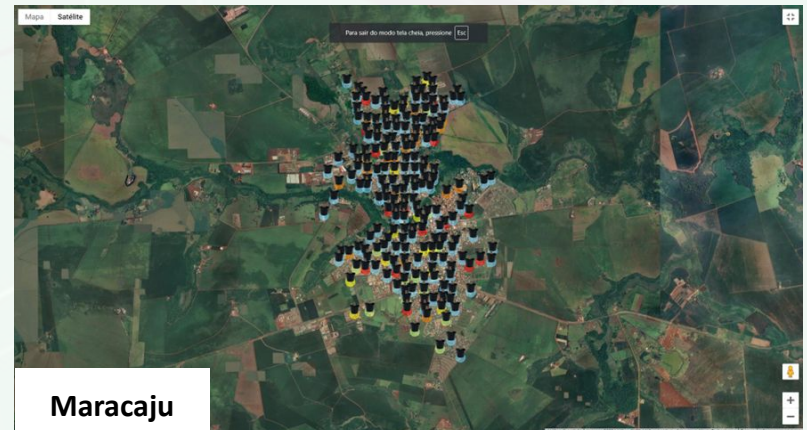 Mapa Satélite
Para sair do modo tela cheia, pressione Esc
Maracaju